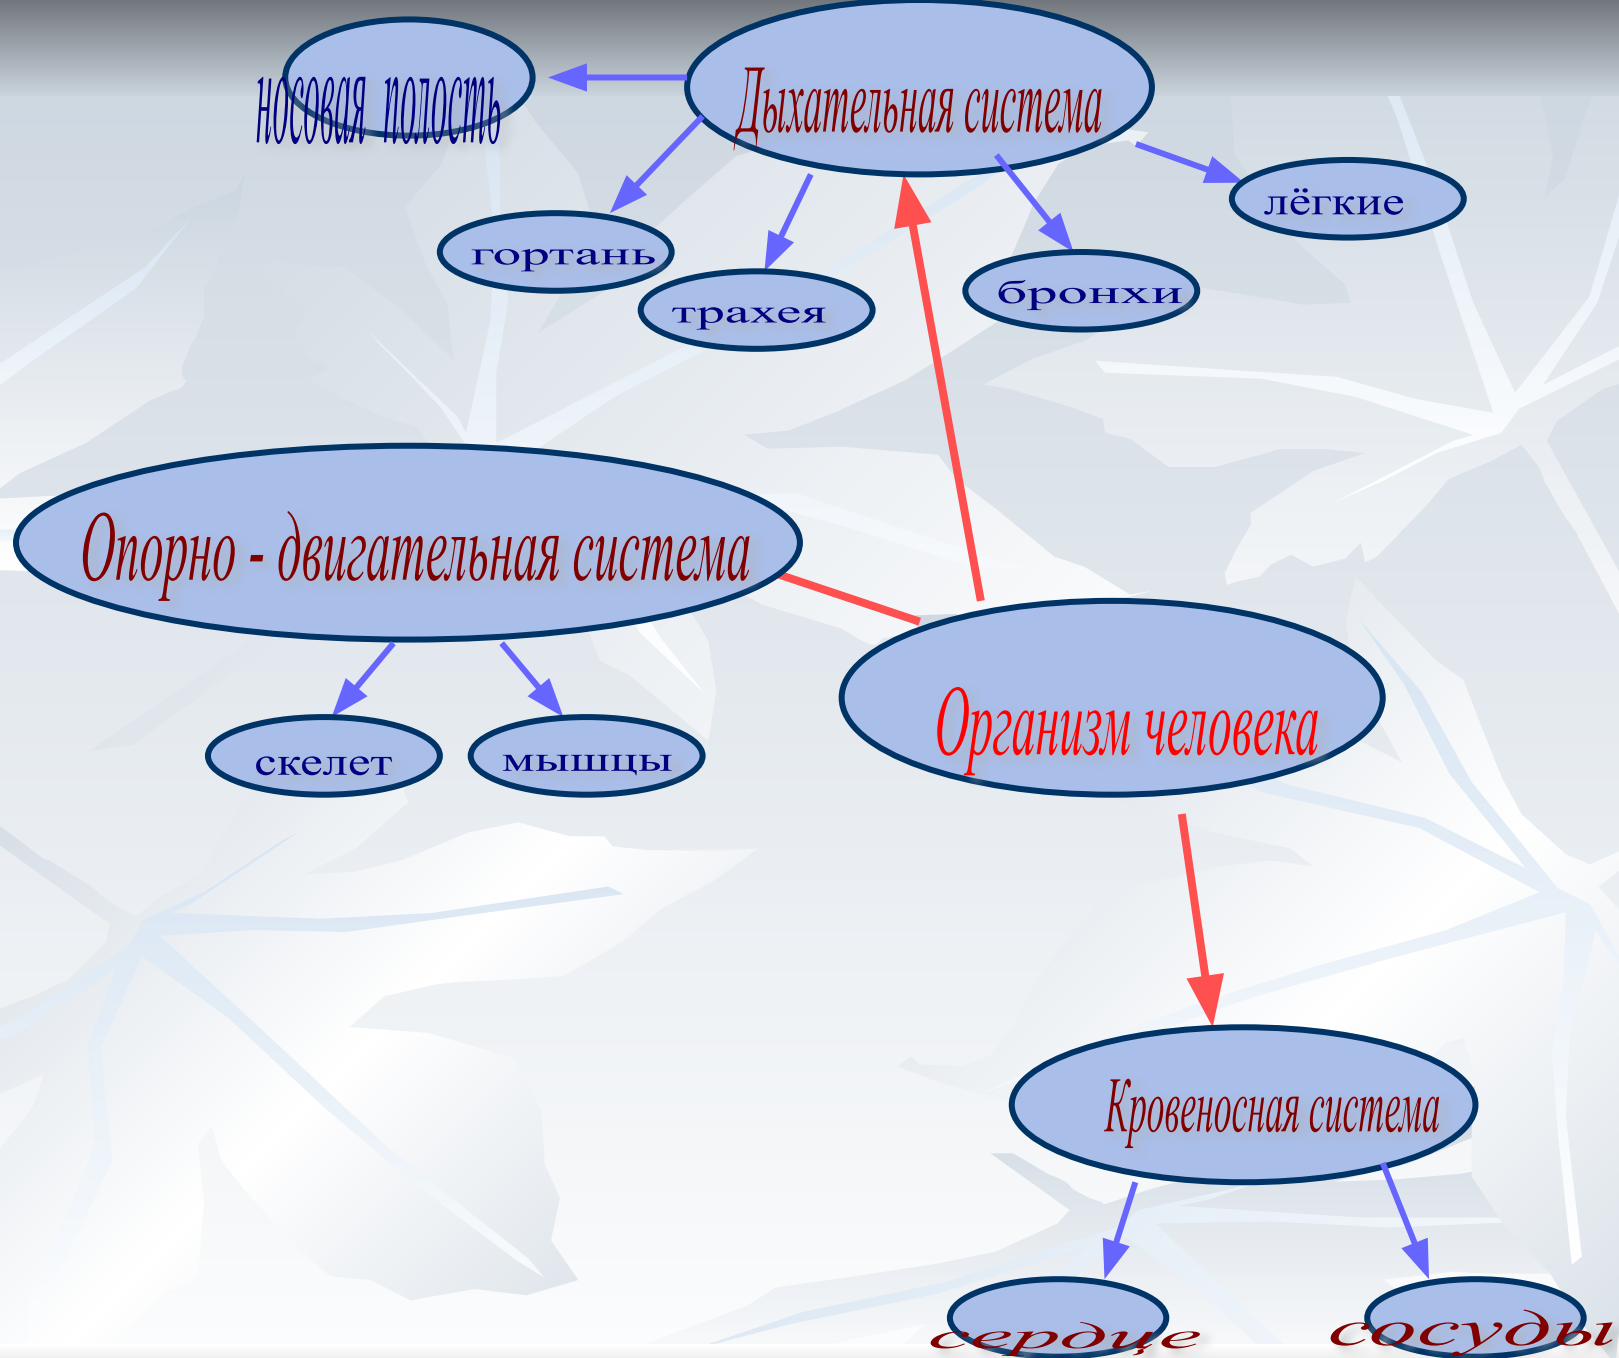 носовая полость
Дыхательная система
лёгкие
гортань
трахея
бронхи
Опорно - двигательная система
Организм человека
скелет
мышцы
Кровеносная система
сердце
сосуды